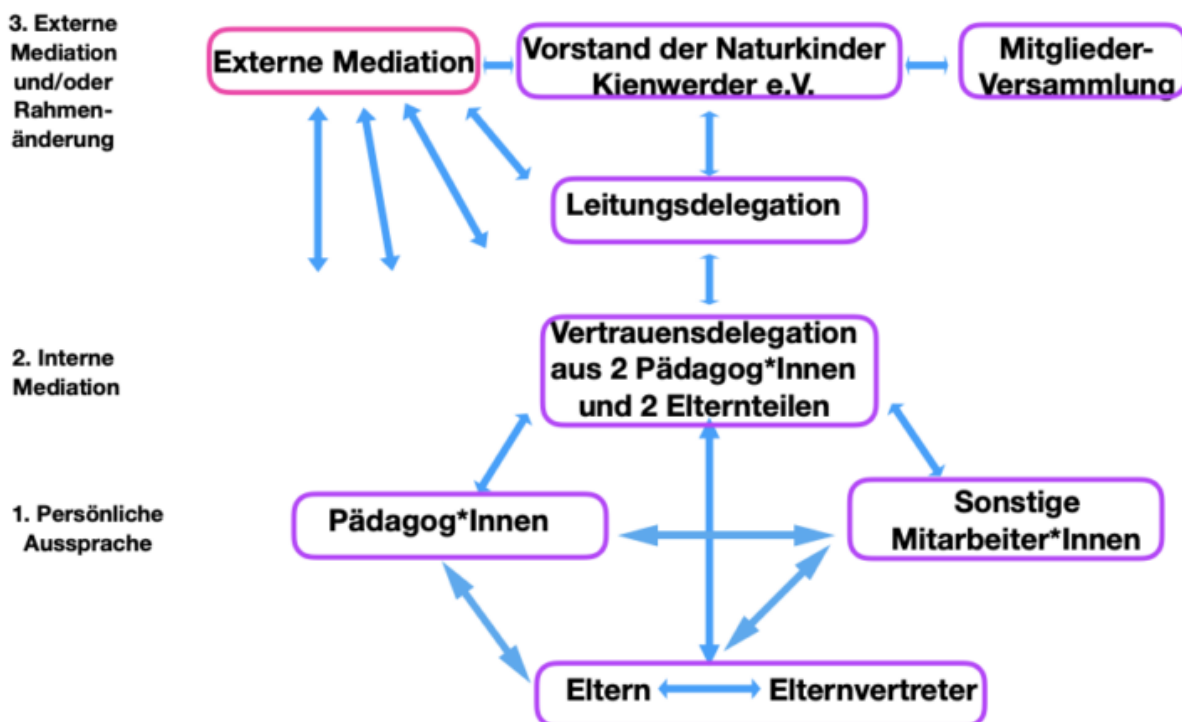 3. Externe
Mediation
und/oder
Rahmen-
änderung
Externe Mediation
Vorstand der Naturkinder
Kienwerder e.V.
Mitglieder-
Versammlung
Leitungsdelegation
2. Interne
Mediation
Vertrauensdelegation
aus 2 Pädagog*Innen
und 2 Elternteilen
1. Persönliche
Aussprache
Pädagog*Innen
Sonstige
Mitarbeiter*Innen
Eltern
Elternvertreter